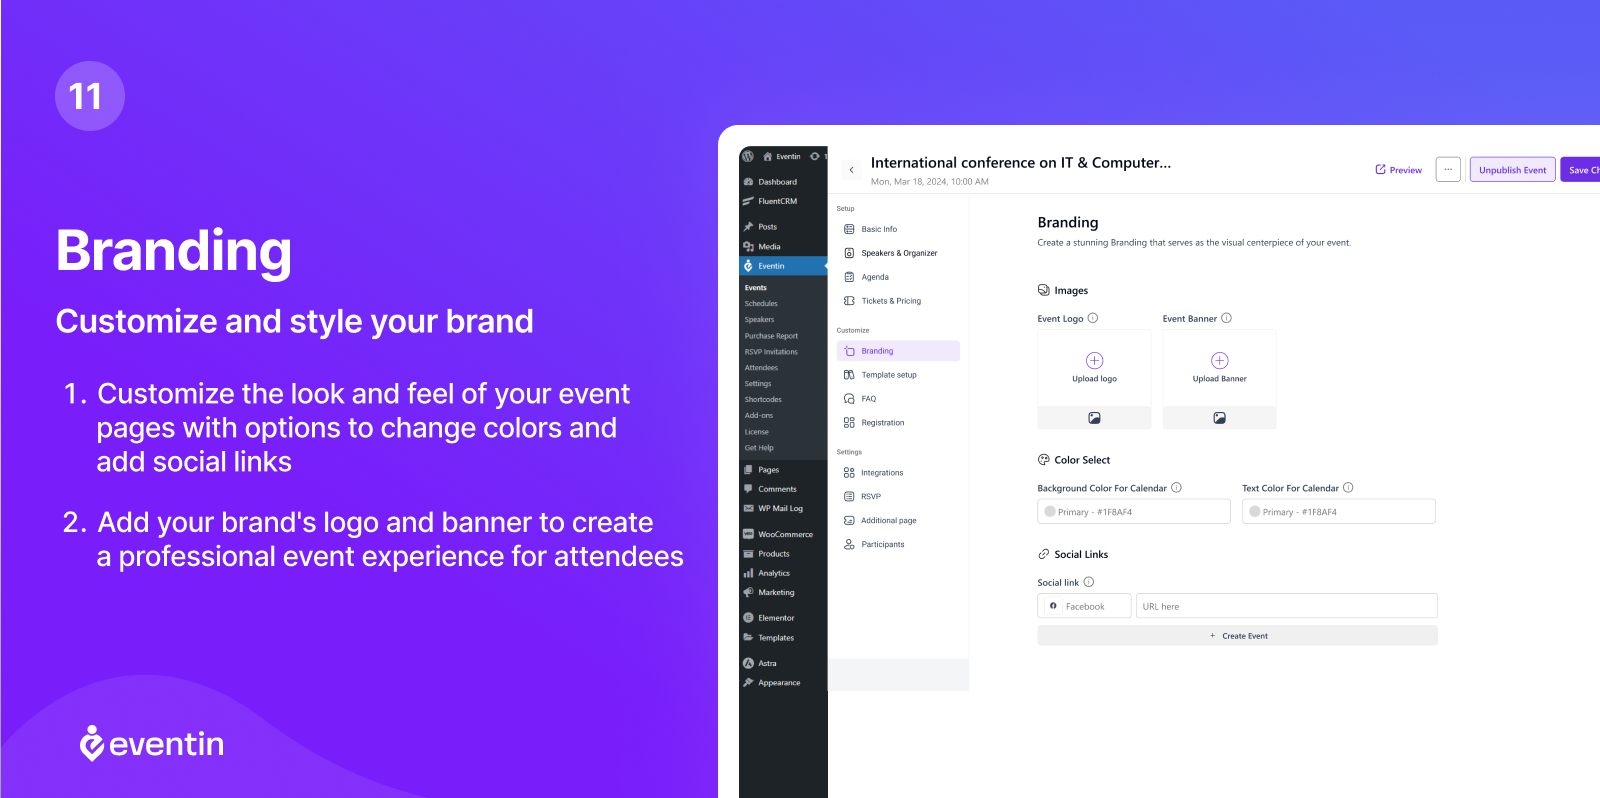 11
Branding
Customize and style your brand
1. Customize the look and feel of your event
pages with options to change colors and
add social links
2. Add your brand's logo and banner to create
a professional event experience for attendees
eventin
Eventin
Dashboard
FluentCRM
Posts
Media
Eventin
Events
Schedules
Speakers
Purchase Report
RSVP Invitations
Attendees
Settings
Shortcodes
Add-ons
License
Get Help
Pages
Comments
WP Mail Log
WooCommerce
Products
Analytics
Marketing
Elementor
Templates
Astra
Appearance
International conference on IT & Computer...
Mon, Mar 18, 2024, 10:00 AM
Preview
...
Unpublish Event
Save Ch
Setup
Basic Info
Speakers & Organizer
Agenda
Tickets & Pricing
Customize
Branding
Template setup
FAQ
Registration
Settings
Integrations
RSVP
Additional page
Participants
Branding
Create a stunning Branding that serves as the visual centerpiece of your event.
Images
Event Logo
Event Banner
Upload logo
Upload Banner
Color Select
Background Color For Calendar
Text Color For Calendar
Primary - #1F8AF4
Primary - #1F8AF4
Social Links
Social link
Facebook
URL here
+ Create Event